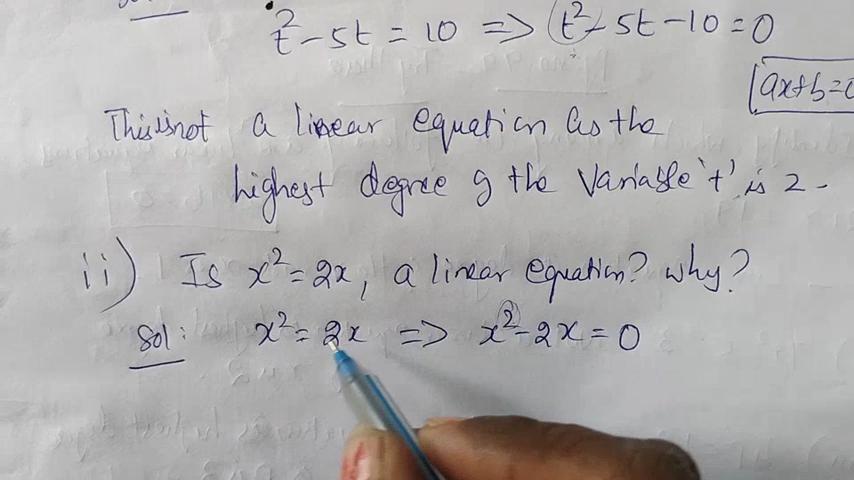 t² - 5t = 10 => t² - 5t - 10 = 0
ax+b=0
This is not a linear equation as the
highest degree of the variable 't' is 2.
ii) Is x² = 2x, a linear equation? why?
Sol: x² = 2x => x² - 2x = 0